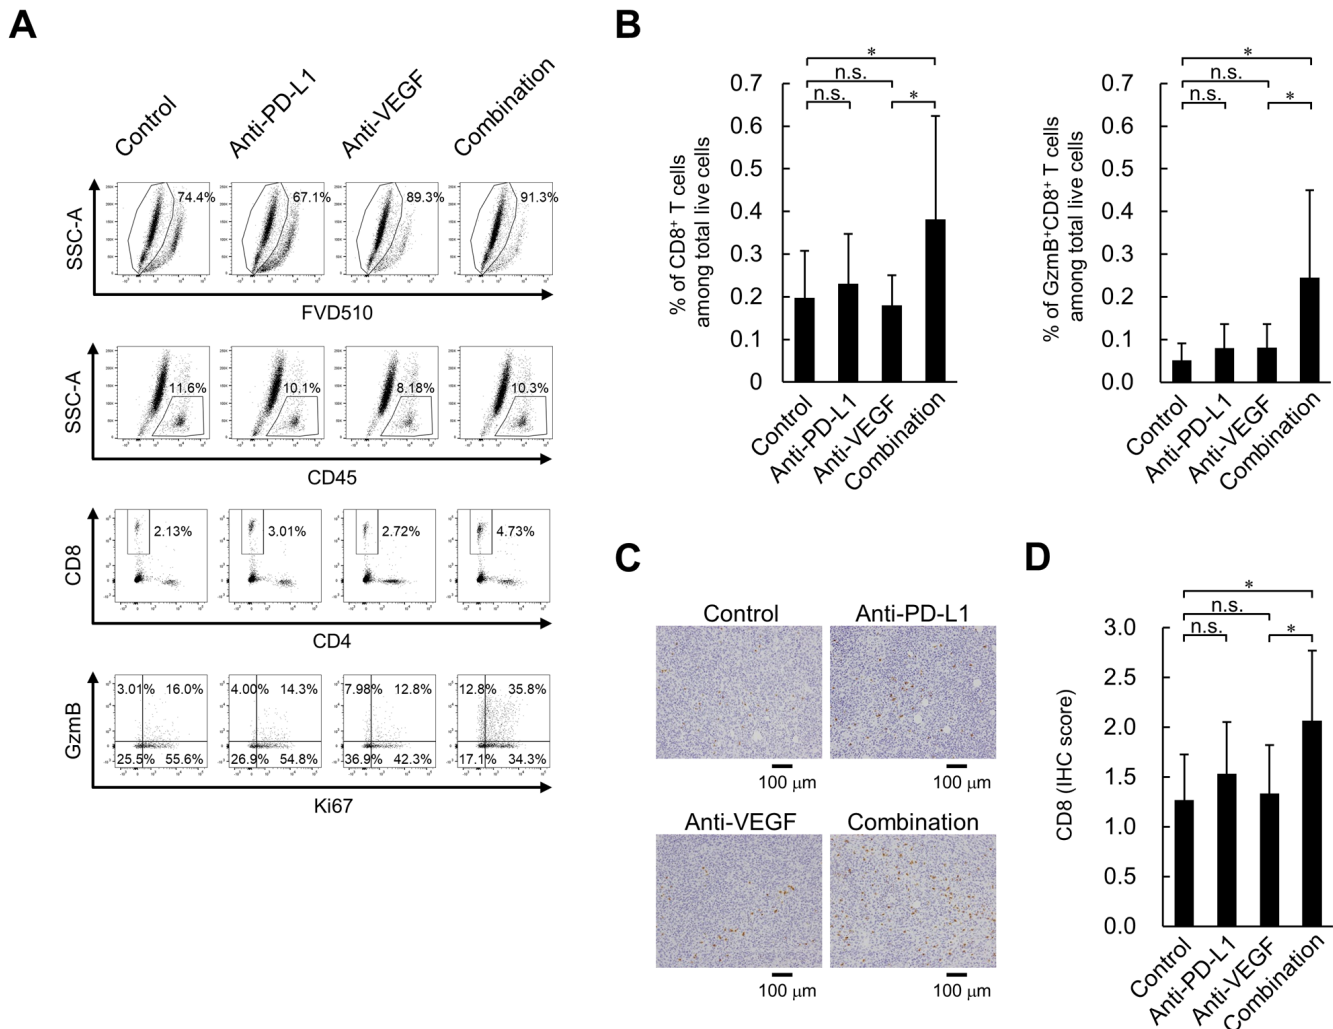 A
Control
Anti-PD-L1
Anti-VEGF
Combination
SSC-A
74.4%
67.1%
89.3%
91.3%
FVD510
SSC-A
11.6%
10.1%
8.18%
10.3%
CD45
CD8
2.13%
3.01%
2.72%
4.73%
CD4
GzmB
3.01% 16.0%
4.00% 14.3%
7.98% 12.8%
12.8% 35.8%
25.5% 55.6%
26.9% 54.8%
36.9% 42.3%
17.1% 34.3%
Ki67
B
*
n.s.
n.s.
*
0.7
0.6
0.5
0.4
0.3
0.2
0.1
0
% of CD8⁺ T cells
among total live cells
Control
Anti-PD-L1
Anti-VEGF
Combination
*
n.s.
n.s.
*
0.7
0.6
0.5
0.4
0.3
0.2
0.1
0.0
% of GzmB⁺CD8⁺ T cells
among total live cells
Control
Anti-PD-L1
Anti-VEGF
Combination
C
Control
Anti-PD-L1
100 μm
100 μm
Anti-VEGF
Combination
100 μm
100 μm
D
*
n.s.
n.s.
*
3.0
2.5
2.0
1.5
1.0
0.5
0.0
CD8 (IHC score)
Control
Anti-PD-L1
Anti-VEGF
Combination